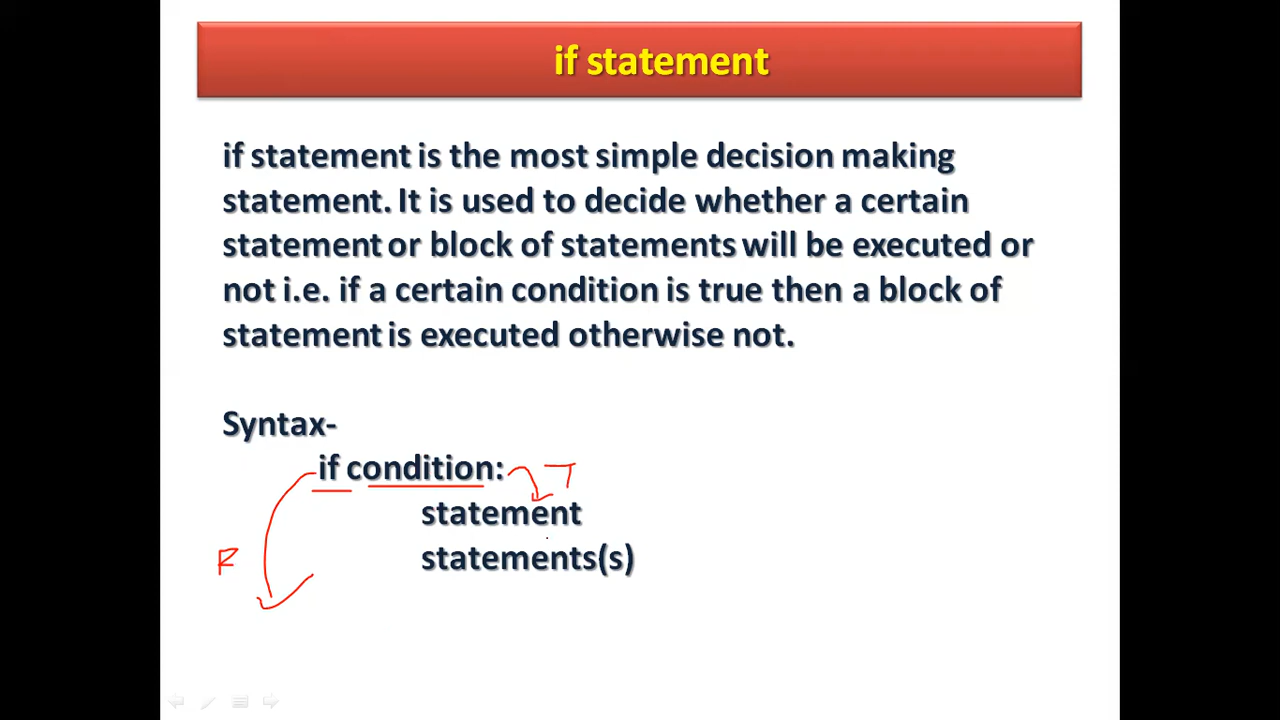 if statement
if statement is the most simple decision making
statement. It is used to decide whether a certain
statement or block of statements will be executed or
not i.e. if a certain condition is true then a block of
statement is executed otherwise not.
Syntax-
if condition: T
statement
F statements(s)